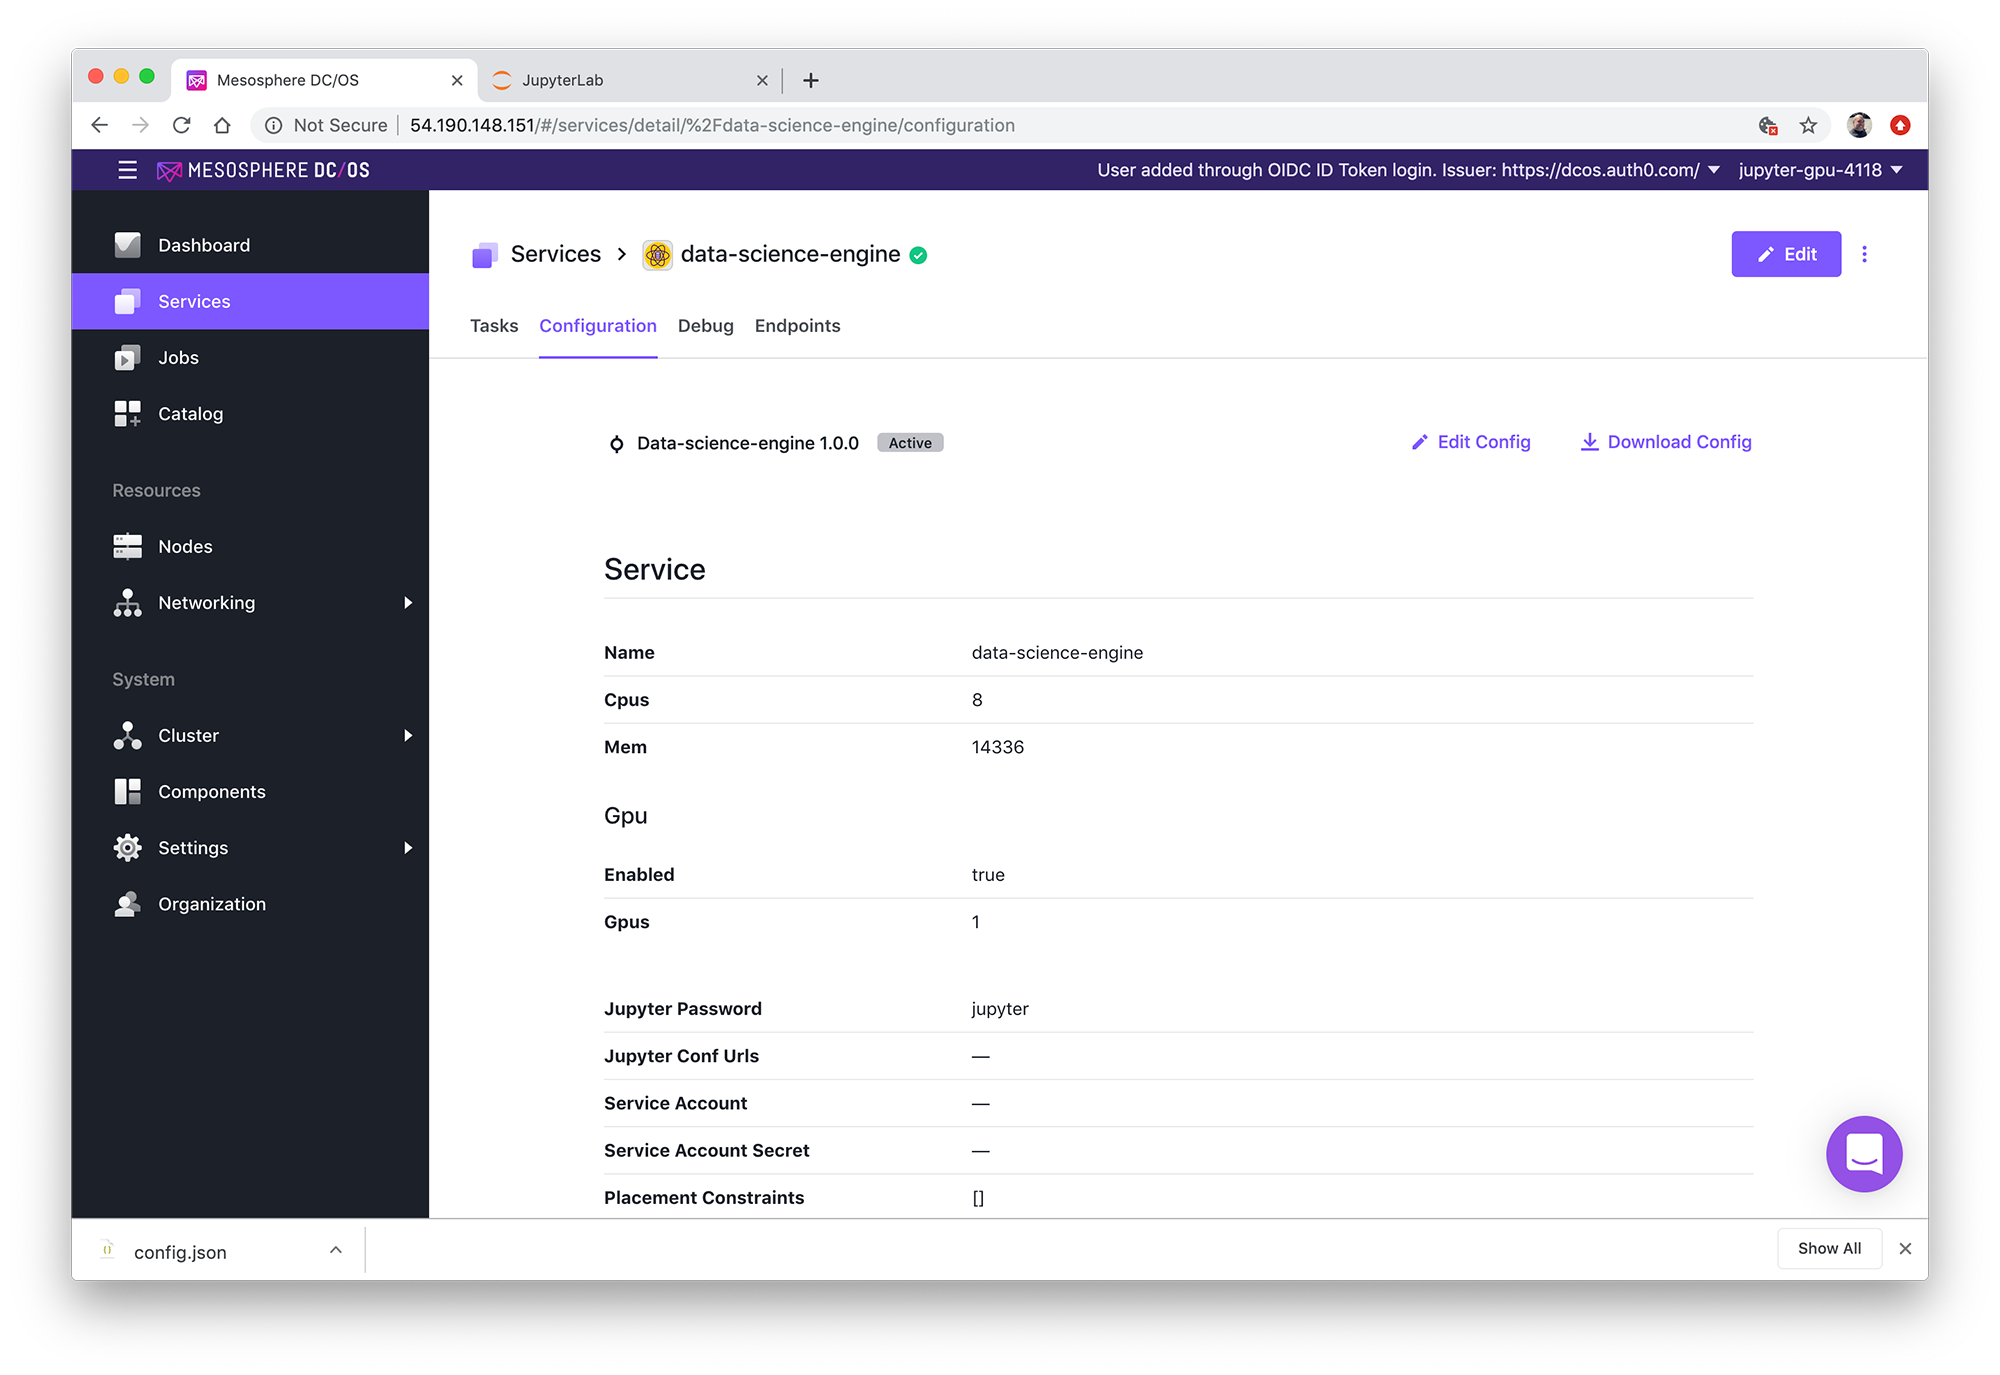 Mesosphere DC/OS
JupyterLab
Not Secure 54.190.148.151/#/services/detail/%2Fdata-science-engine/configuration
MESOSPHERE DC/OS
User added through OIDC ID Token login. Issuer: https://dcos.auth0.com/
jupyter-gpu-4118
Dashboard
Services
Jobs
Catalog
Resources
Nodes
Networking
System
Cluster
Components
Settings
Organization
Services > data-science-engine
Edit
Tasks Configuration Debug Endpoints
Data-science-engine 1.0.0 Active
Edit Config
Download Config
Service
Name data-science-engine
Cpus 8
Mem 14336
Gpu
Enabled true
Gpus 1
Jupyter Password jupyter
Jupyter Conf Urls —
Service Account —
Service Account Secret —
Placement Constraints []
config.json
Show All